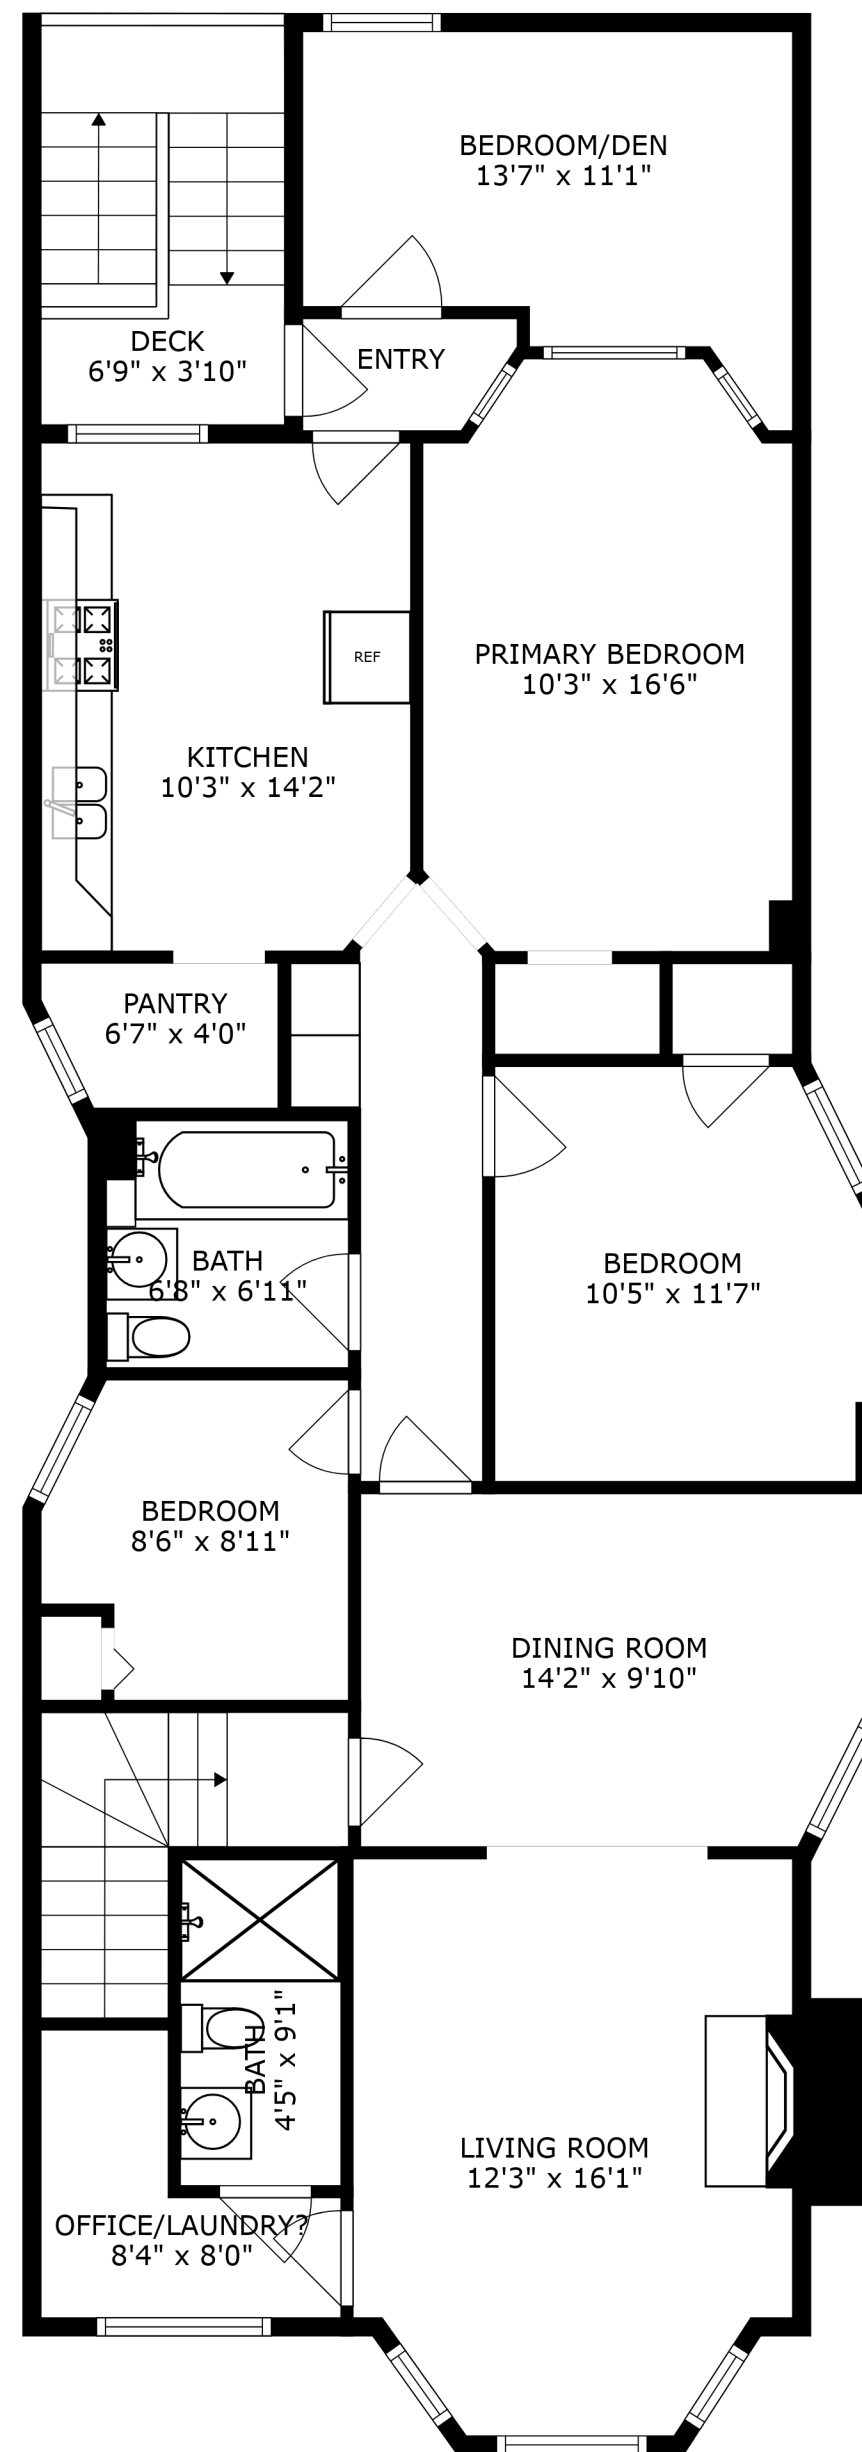 BEDROOM/DEN
13'7" x 11'1"
DECK
6'9" x 3'10"
ENTRY
REF
PRIMARY BEDROOM
10'3" x 16'6"
KITCHEN
10'3" x 14'2"
PANTRY
6'7" x 4'0"
BATH
6'8" x 6'11"
BEDROOM
10'5" x 11'7"
BEDROOM
8'6" x 8'11"
DINING ROOM
14'2" x 9'10"
BATH
4'5" x 9'1"
LIVING ROOM
12'3" x 16'1"
OFFICE/LAUNDRY?
8'4" x 8'0"